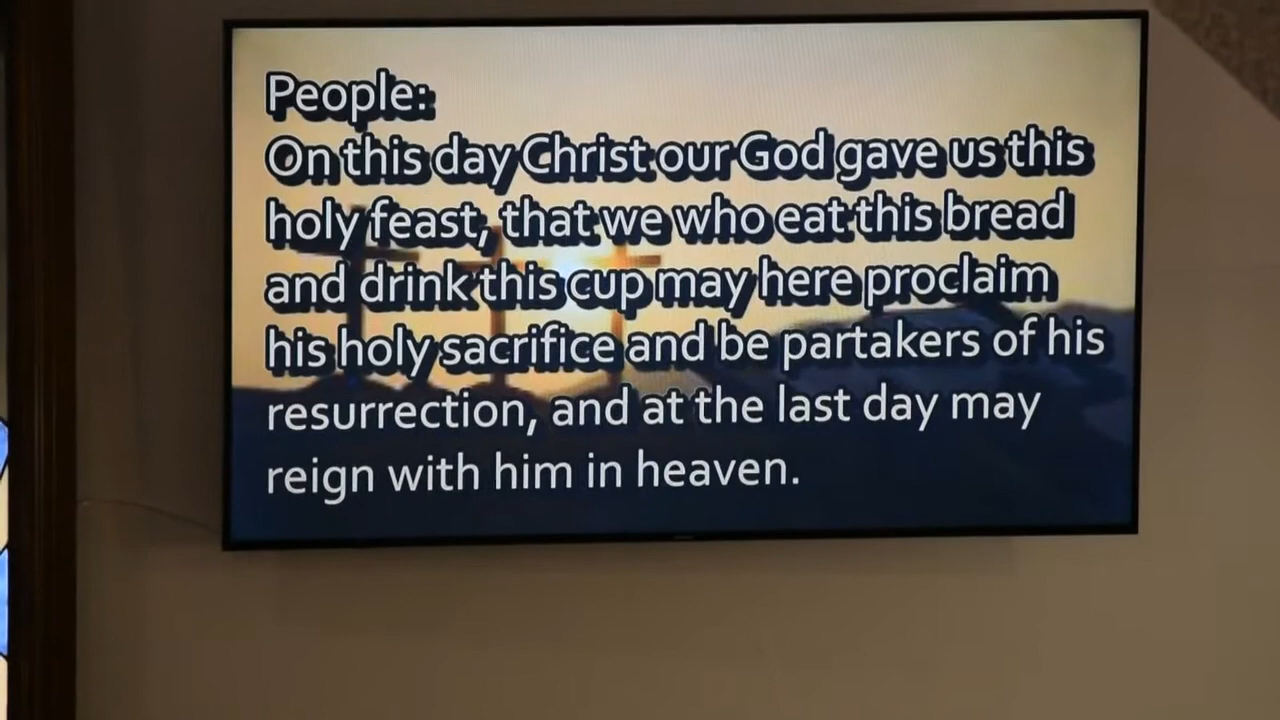 People:
On this day Christ our God gave us this
holy feast, that we who eat this bread
and drink this cup may here proclaim
his holy sacrifice and be partakers of his
resurrection, and at the last day may
reign with him in heaven.